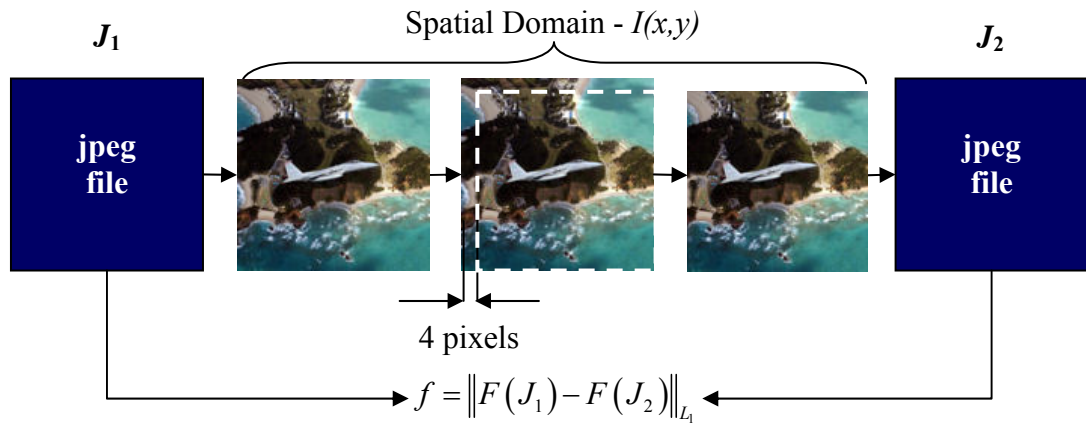 Spatial Domain - I(x,y)
J₁
J₂
jpeg
file
jpeg
file
4 pixels
f = ‖F(J₁) − F(J₂)‖_{L₁}